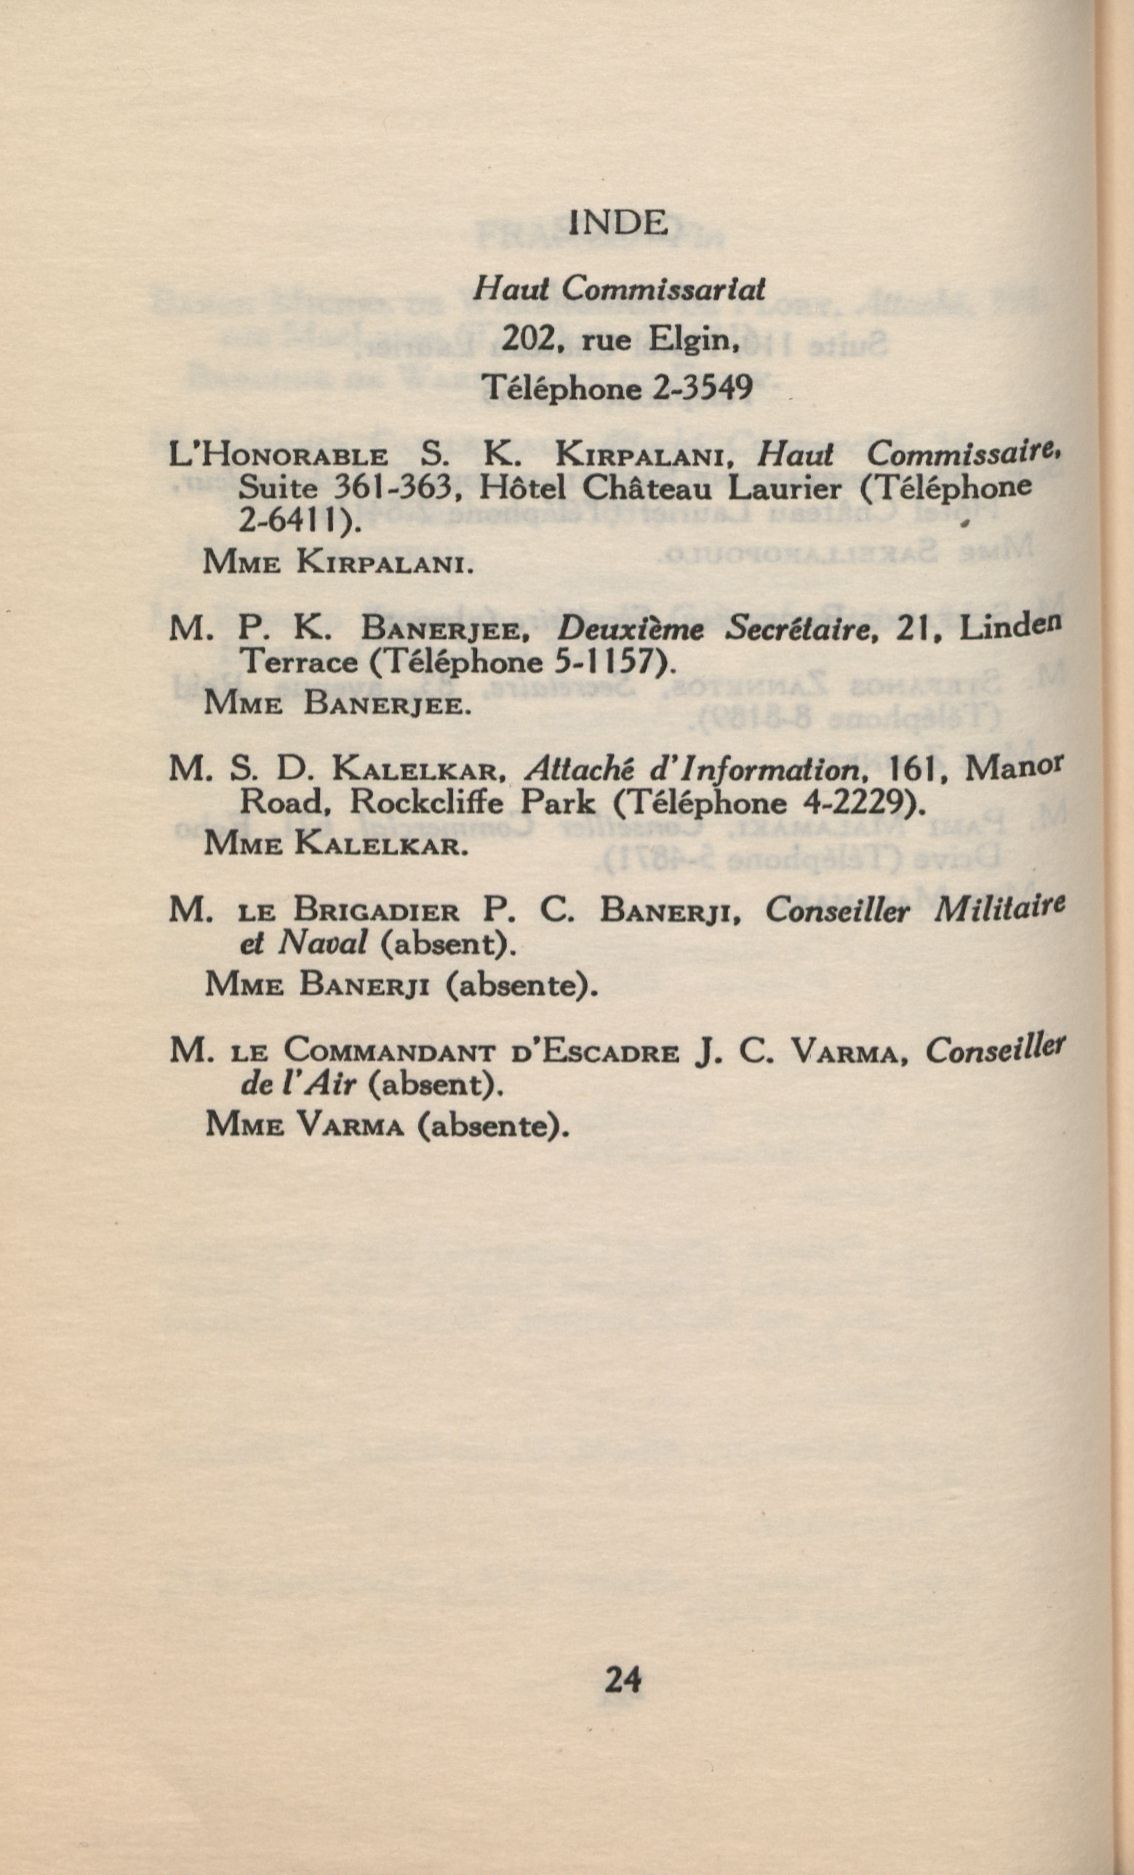 INDE
Haut Commissariat
202, rue Elgin,
Téléphone 2-3549
L'Honorable S. K. Kirpalani, Haut Commissaire,
Suite 361-363, Hôtel Château Laurier (Téléphone
2-6411).
Mme Kirpalani.
M. P. K. Banerjee, Deuxième Secrétaire, 21, Linden
Terrace (Téléphone 5-1157).
Mme Banerjee.
M. S. D. Kalelkar, Attaché d'Information, 161, Manor
Road, Rockcliffe Park (Téléphone 4-2229).
Mme Kalelkar.
M. le Brigadier P. C. Banerji, Conseiller Militaire
et Naval (absent).
Mme Banerji (absente).
M. le Commandant d'Escadre J. C. Varma, Conseiller
de l'Air (absent).
Mme Varma (absente).
24